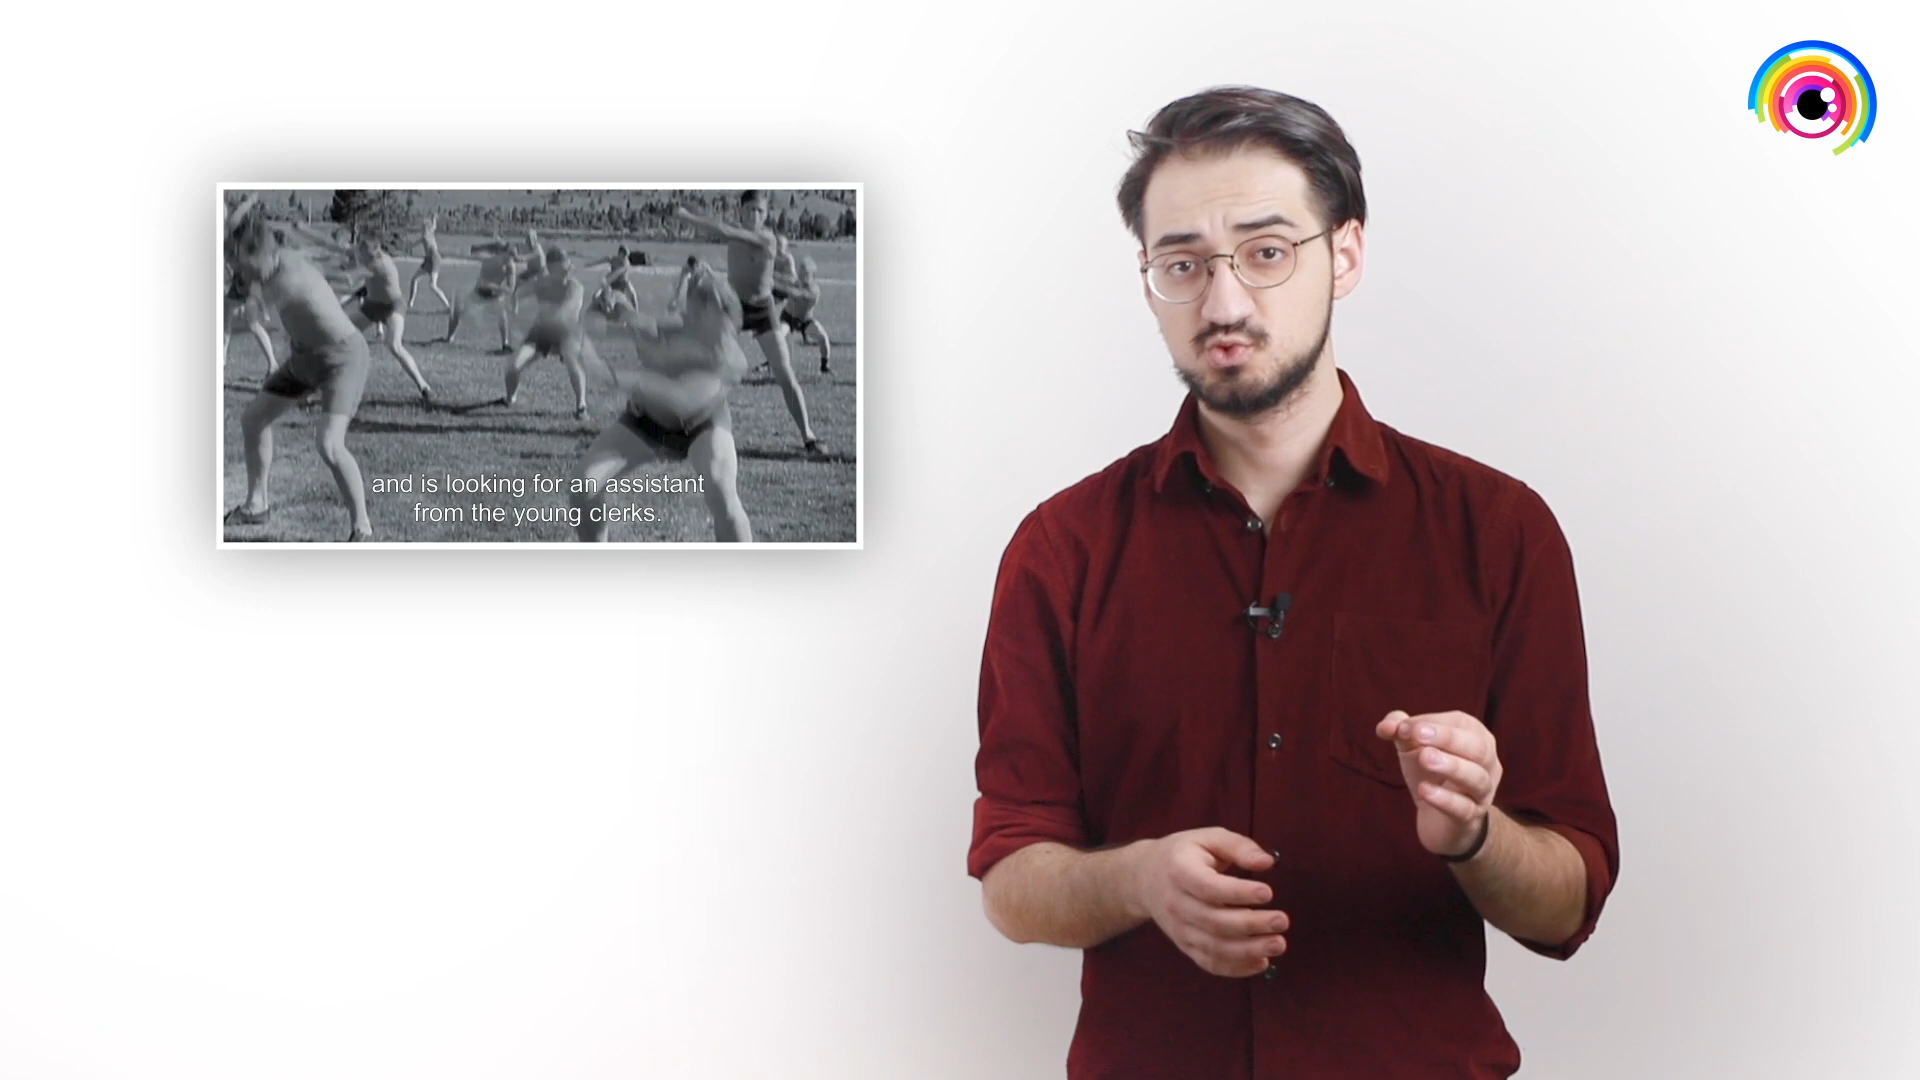 and is looking for an assistant
from the young clerks.